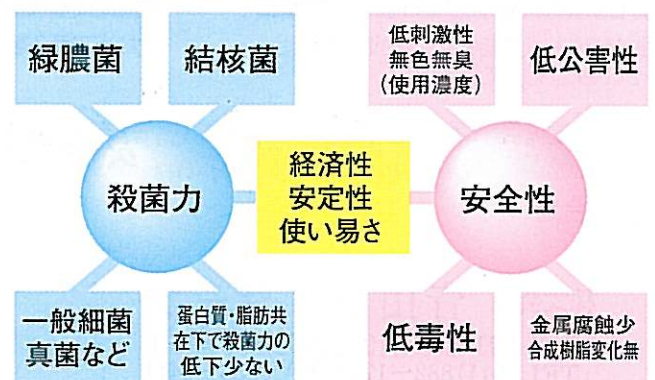 緑膿菌
結核菌
低刺激性
無色無臭
(使用濃度)
低公害性
殺菌力
経済性
安定性
使い易さ
安全性
一般細菌
真菌など
蛋白質・脂肪共
在下で殺菌力の
低下少ない
低毒性
金属腐蝕少
合成樹脂変化無